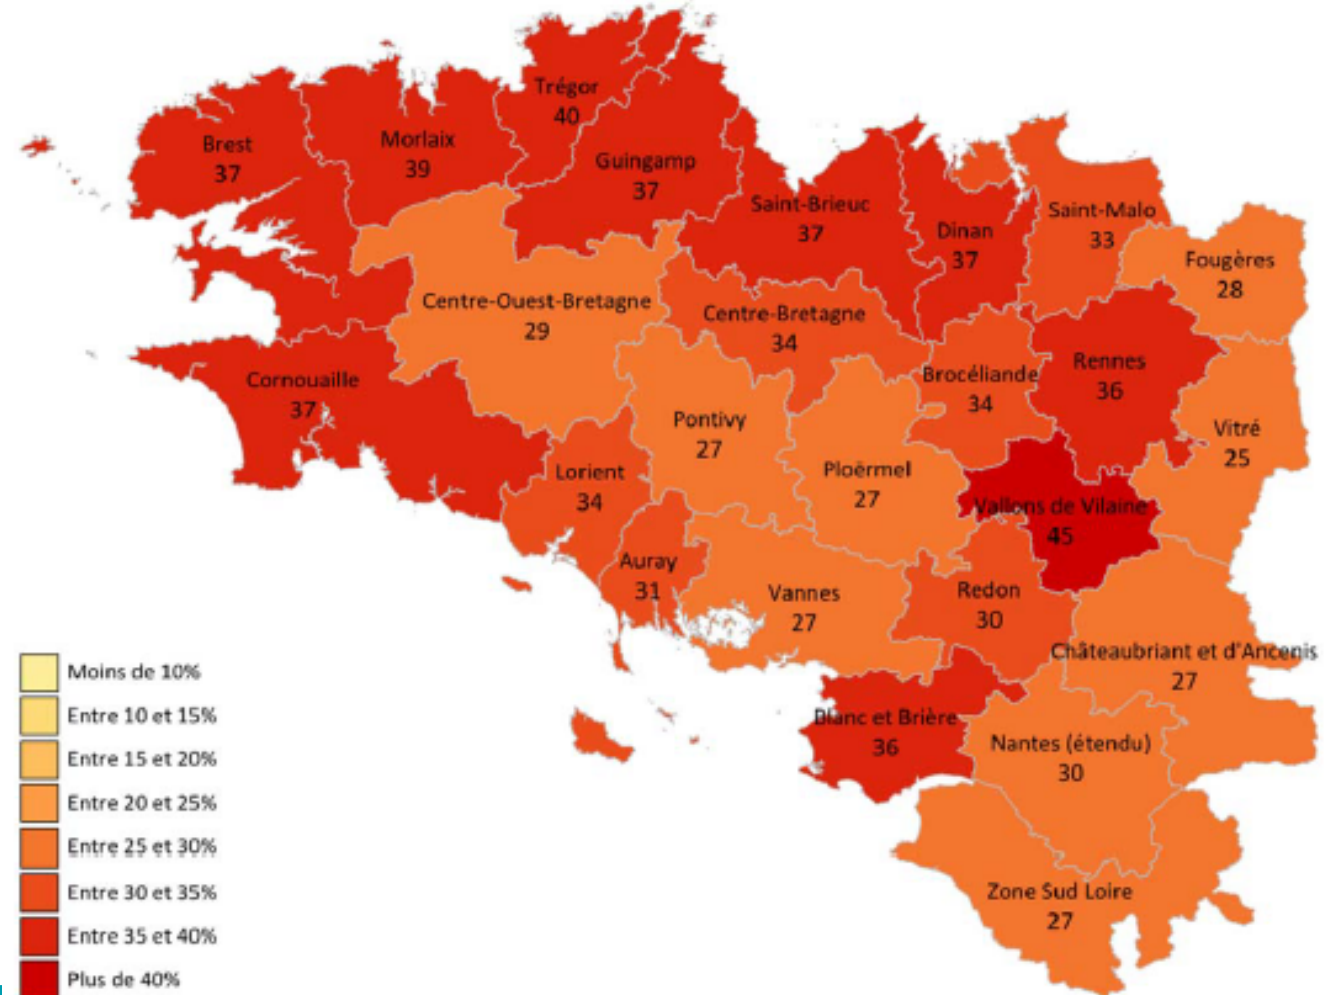 Trégor
40
Brest
37
Morlaix
39
Guingamp
37
Saint-Brieuc
37
Dinan
37
Saint-Malo
33
Fougères
28
Centre-Ouest-Bretagne
29
Centre-Bretagne
34
Brocéliande
34
Rennes
36
Cornouaille
37
Pontivy
27
Vitré
25
Lorient
34
Ploërmel
27
Vallons de Vilaine
45
Auray
31
Vannes
27
Redon
30
Châteaubriant et d'Ancenis
27
Blanc et Brière
36
Nantes (étendu)
30
Zone Sud Loire
27
Moins de 10%
Entre 10 et 15%
Entre 15 et 20%
Entre 20 et 25%
Entre 25 et 30%
Entre 30 et 35%
Entre 35 et 40%
Plus de 40%